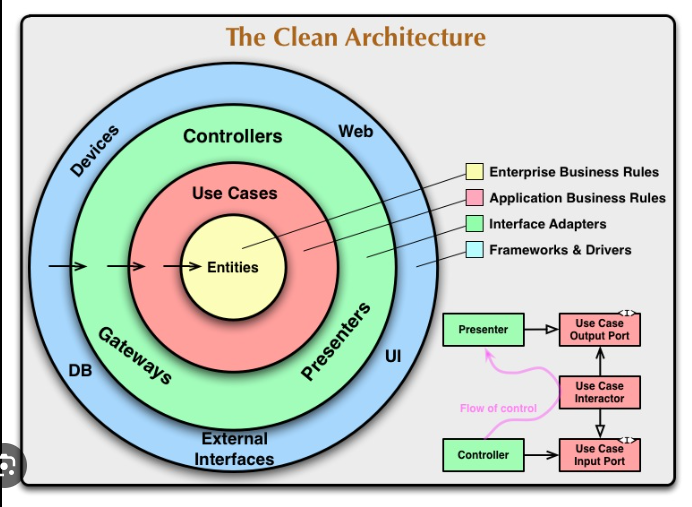 The Clean Architecture
Devices
Web
Controllers
Use Cases
Entities
Gateways
Presenters
DB
UI
External
Interfaces
Enterprise Business Rules
Application Business Rules
Interface Adapters
Frameworks & Drivers
Presenter
Use Case
Output Port
<I>
Use Case
Interactor
Flow of control
Controller
Use Case
Input Port
<I>